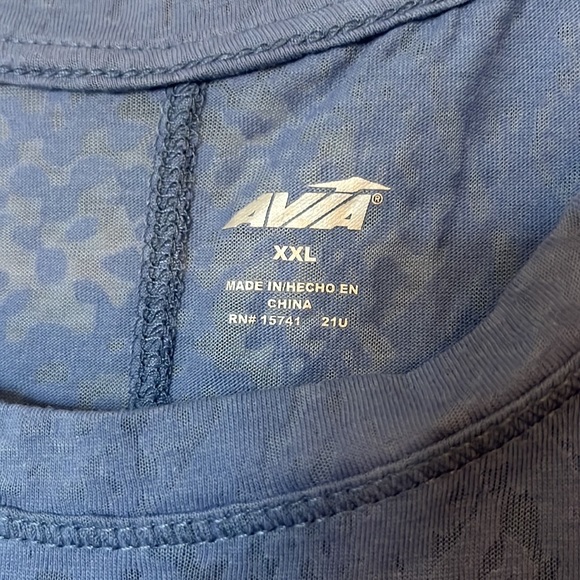 AVIA®
XXL
MADE IN/HECHO EN
CHINA
RN# 15741 21U